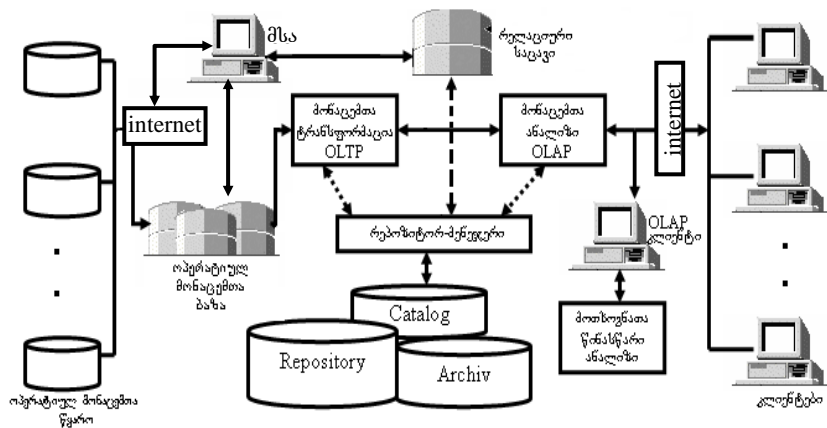 მსა
რელაციური
საცავი
internet
მონაცემთა
ტრანსფორმაცია
OLTP
მონაცემთა
ანალიზი
OLAP
internet
ოპერატიულ
მონაცემთა
ბაზა
რეპოზიტორ-მენეჯერი
OLAP
კლიენტი
Catalog
Repository
Archiv
მოთხოვნათა
წინასწარი
ანალიზი
ოპერატიულ მონაცემთა
წყარო
კლიენტები